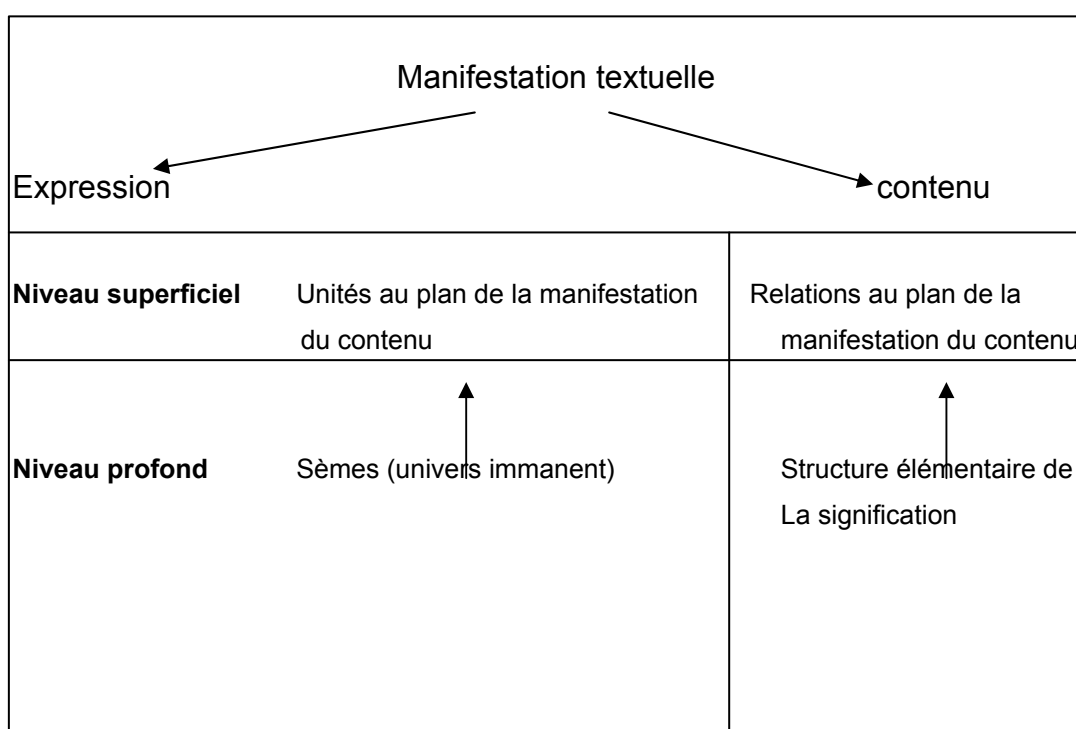 Manifestation textuelle
Expression contenu
Niveau superficiel Unités au plan de la manifestation Relations au plan de la
du contenu manifestation du contenu
Niveau profond Sèmes (univers immanent) Structure élémentaire de
La signification